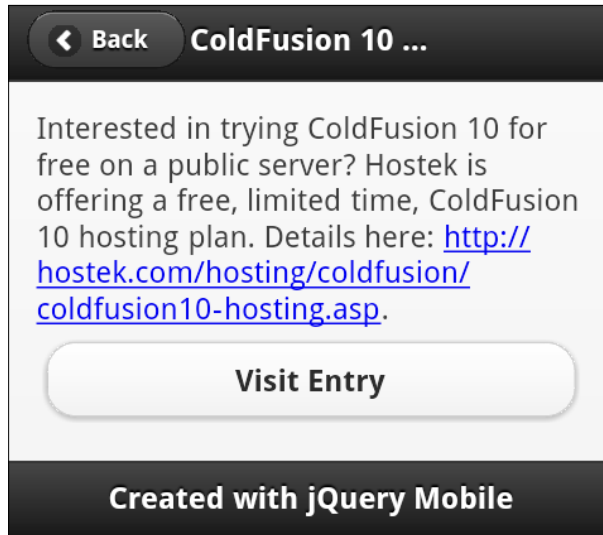 Back ColdFusion 10 ...
Interested in trying ColdFusion 10 for
free on a public server? Hostek is
offering a free, limited time, ColdFusion
10 hosting plan. Details here: http://
hostek.com/hosting/coldfusion/
coldfusion10-hosting.asp.
Visit Entry
Created with jQuery Mobile